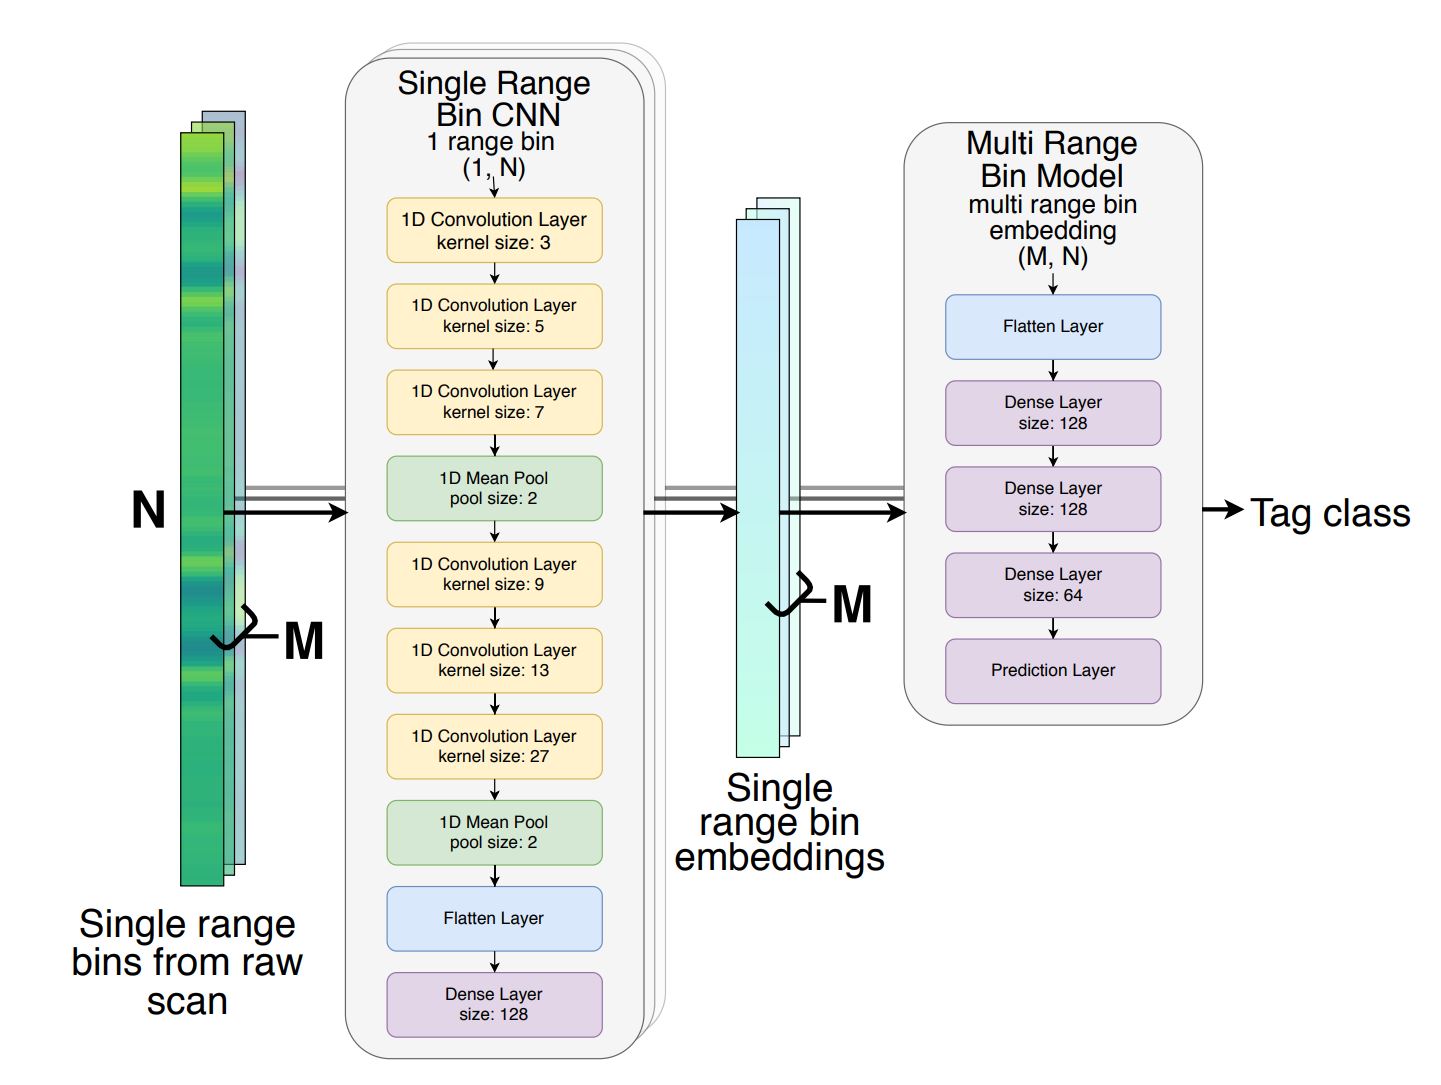 N
M
Single range
bins from raw
scan
Single Range
Bin CNN
1 range bin
(1, N)
1D Convolution Layer
kernel size: 3
1D Convolution Layer
kernel size: 5
1D Convolution Layer
kernel size: 7
1D Mean Pool
pool size: 2
1D Convolution Layer
kernel size: 9
1D Convolution Layer
kernel size: 13
1D Convolution Layer
kernel size: 27
1D Mean Pool
pool size: 2
Flatten Layer
Dense Layer
size: 128
M
Single
range bin
embeddings
Multi Range
Bin Model
multi range bin
embedding
(M, N)
Flatten Layer
Dense Layer
size: 128
Dense Layer
size: 128
Dense Layer
size: 64
Prediction Layer
Tag class